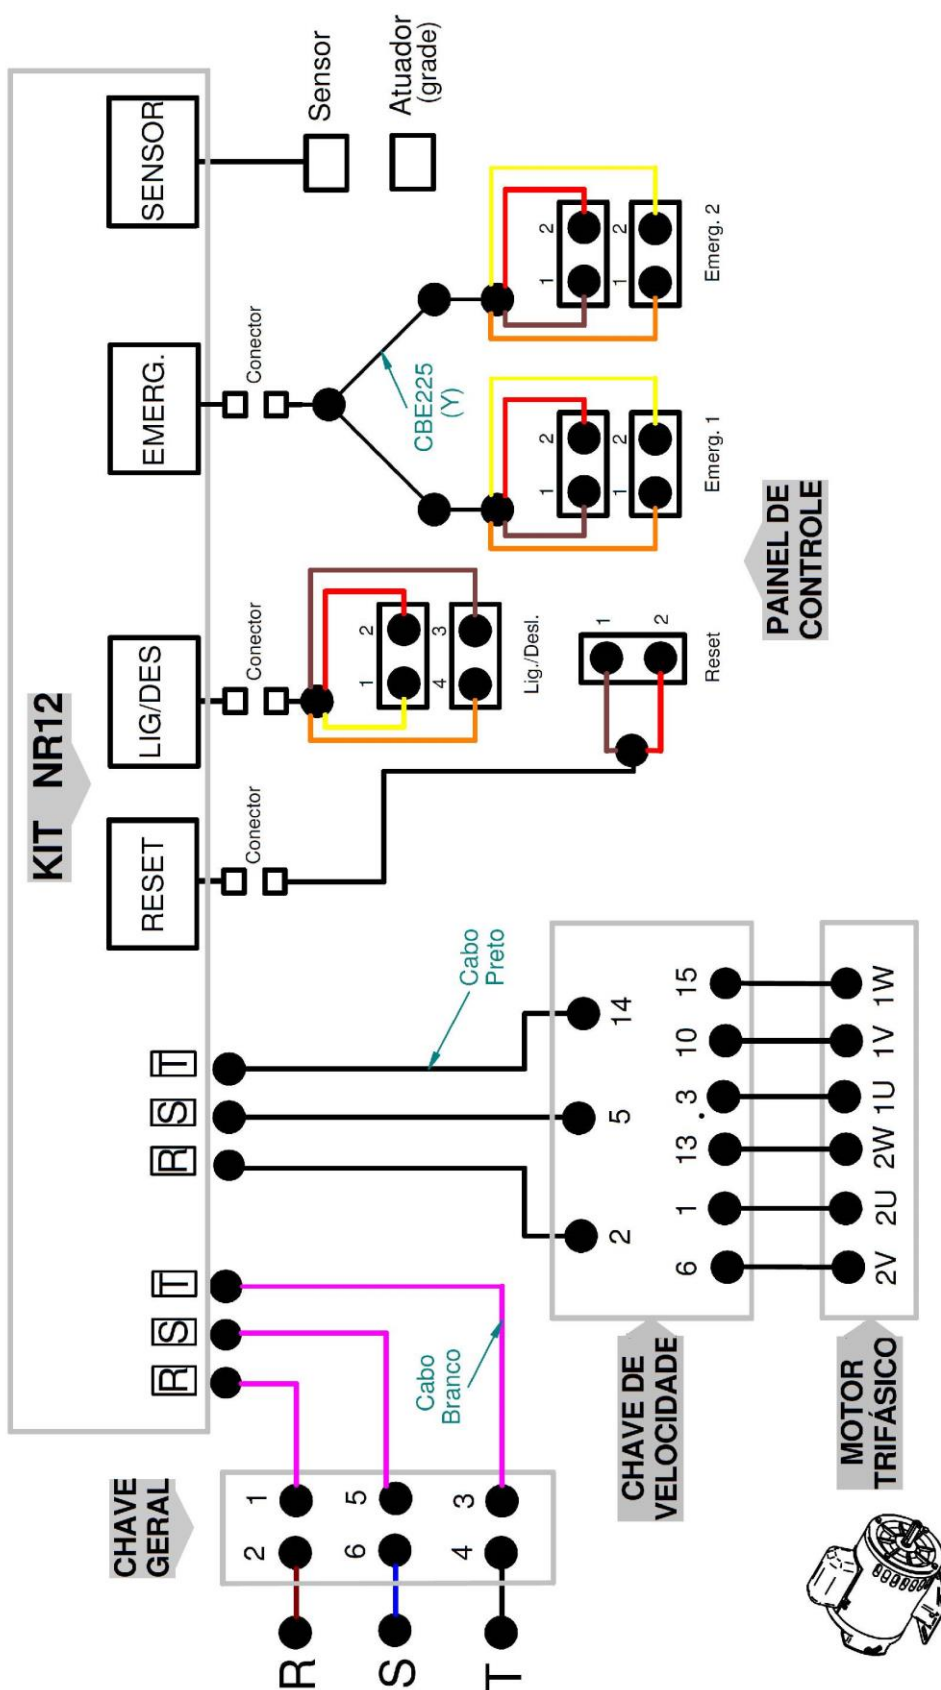 KIT NR12
RESET
LIG/DES
EMERG.
SENSOR
Conector
Conector
Conector
Sensor
Atuador
(grade)
CBE225
(Y)
1
2
4
3
Lig./Desl.
1
2
1
2
Emerg. 1
1
2
1
2
Emerg. 2
1
2
Reset
PAINEL DE
CONTROLE
R
S
T
R
S
T
Cabo
Preto
Cabo
Branco
CHAVE
GERAL
2
1
6
5
4
3
R
S
T
2
5
14
6
1
13
3
10
15
CHAVE DE
VELOCIDADE
2V
2U
2W
1U
1V
1W
MOTOR
TRIFÁSICO